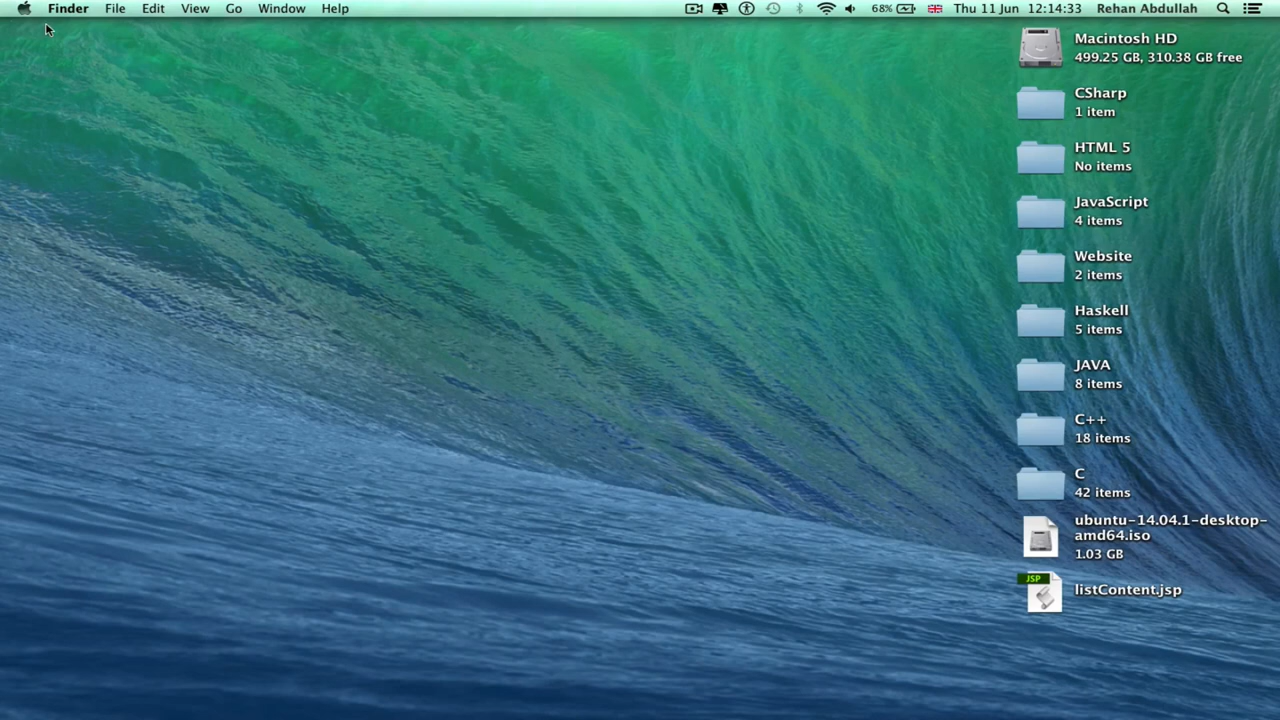 Finder File Edit View Go Window Help 68% Thu 11 Jun 12:14:33 Rehan Abdullah
Macintosh HD
499.25 GB, 310.38 GB free
CSharp
1 item
HTML 5
No items
JavaScript
4 items
Website
2 items
Haskell
5 items
JAVA
8 items
C++
18 items
C
42 items
ubuntu-14.04.1-desktop-
amd64.iso
1.03 GB
JSP
listContent.jsp